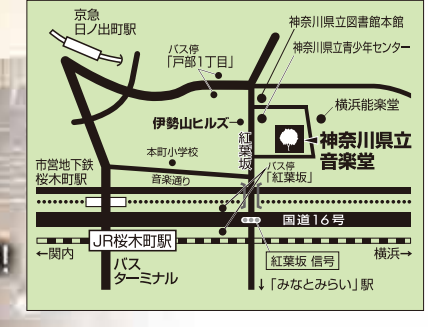 京急
日ノ出町駅
バス停
「戸部1丁目」
神奈川県立図書館本館
神奈川県立青少年センター
横浜能楽堂
伊勢山ヒルズ
紅葉坂
神奈川県立
音楽堂
本町小学校
音楽通り
市営地下鉄
桜木町駅
バス停
「紅葉坂」
国道16号
JR桜木町駅
←関内
横浜→
バス
ターミナル
紅葉坂 信号
↓「みなとみらい」駅
!